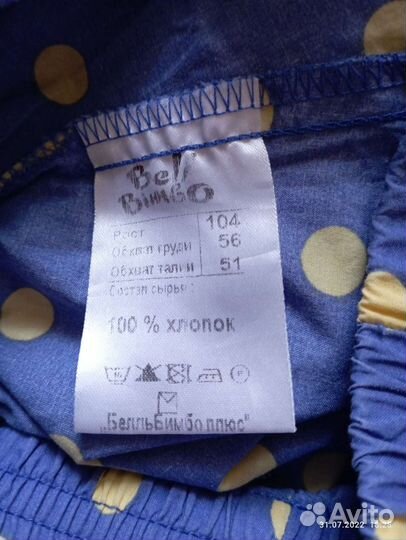 Bell
BimBo
Рост 104
Обхват груди 56
Обхват талии 51
Состав сырья:
100 % хлопок
„БелльБимбо плюс"
31.07.2022
Avito